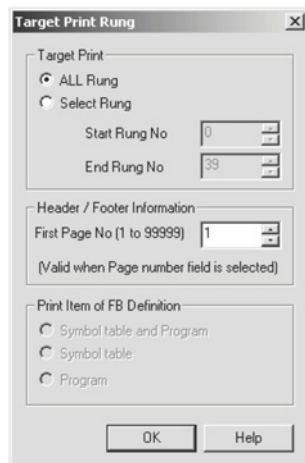 Target Print Rung
Target Print
ALL Rung
Select Rung
Start Rung No 0
End Rung No 39
Header / Footer Information
First Page No (1 to 99999) 1
(Valid when Page number field is selected)
Print Item of FB Definition
Symbol table and Program
Symbol table
Program
OK Help